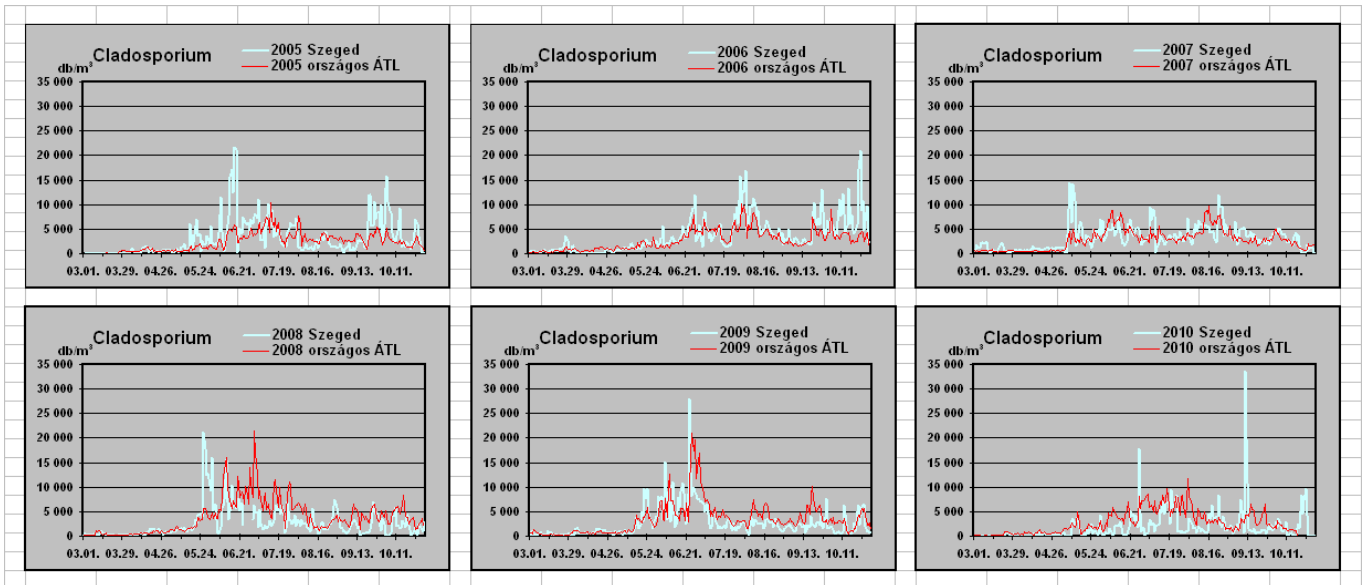 Cladosporium
2005 Szeged
2005 országos ÁTL
db/m³
35 000
30 000
25 000
20 000
15 000
10 000
5 000
0
03.01. 03.29. 04.26. 05.24. 06.21. 07.19. 08.16. 09.13. 10.11.
Cladosporium
2006 Szeged
2006 országos ÁTL
db/m³
35 000
30 000
25 000
20 000
15 000
10 000
5 000
0
03.01. 03.29. 04.26. 05.24. 06.21. 07.19. 08.16. 09.13. 10.11.
Cladosporium
2007 Szeged
2007 országos ÁTL
db/m³
35 000
30 000
25 000
20 000
15 000
10 000
5 000
0
03.01. 03.29. 04.26. 05.24. 06.21. 07.19. 08.16. 09.13. 10.11.
Cladosporium
2008 Szeged
2008 országos ÁTL
db/m³
35 000
30 000
25 000
20 000
15 000
10 000
5 000
0
03.01. 03.29. 04.26. 05.24. 06.21. 07.19. 08.16. 09.13. 10.11.
Cladosporium
2009 Szeged
2009 országos ÁTL
db/m³
35 000
30 000
25 000
20 000
15 000
10 000
5 000
0
03.01. 03.29. 04.26. 05.24. 06.21. 07.19. 08.16. 09.13. 10.11.
Cladosporium
2010 Szeged
2010 országos ÁTL
db/m³
35 000
30 000
25 000
20 000
15 000
10 000
5 000
0
03.01. 03.29. 04.26. 05.24. 06.21. 07.19. 08.16. 09.13. 10.11.